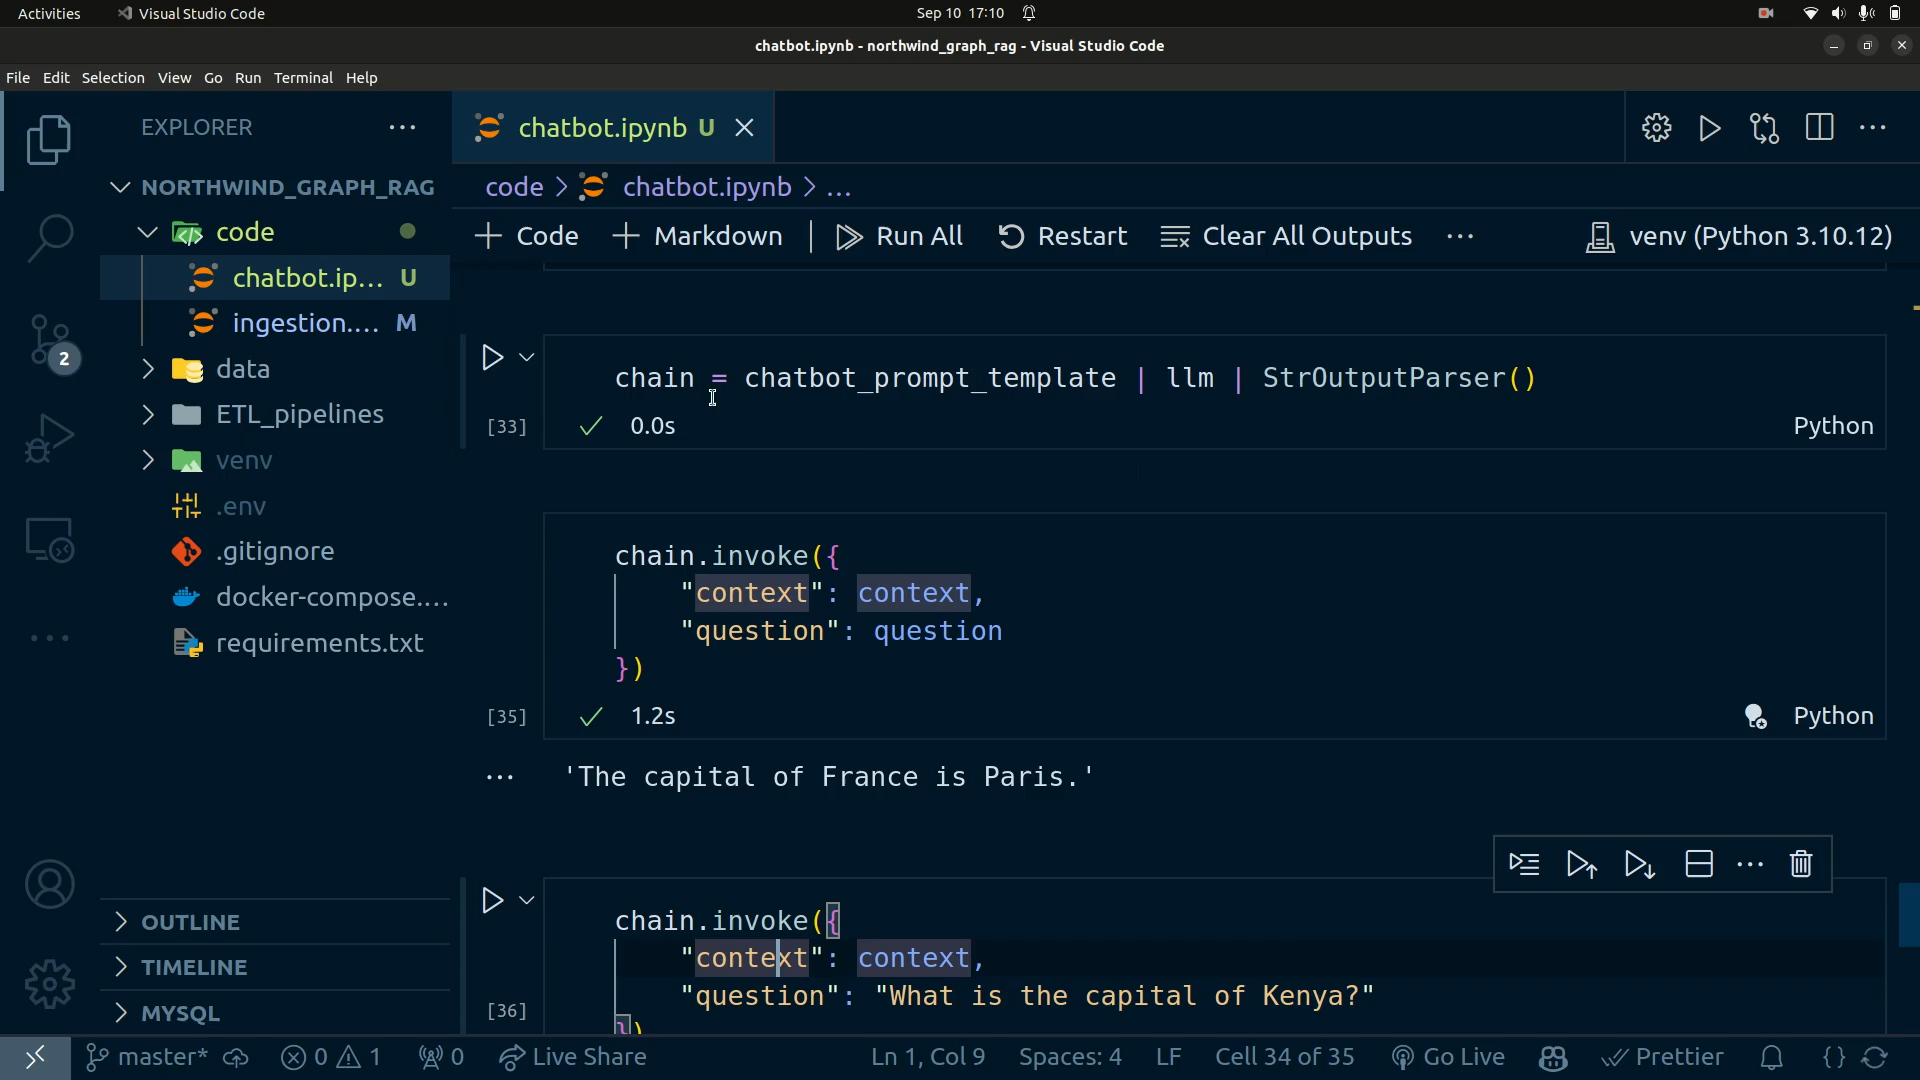 Activities Visual Studio Code Sep 10 17:10
chatbot.ipynb - northwind_graph_rag - Visual Studio Code
File Edit Selection View Go Run Terminal Help
EXPLORER
NORTHWIND_GRAPH_RAG
code
chatbot.ip... U
ingestion.... M
data
ETL_pipelines
venv
.env
.gitignore
docker-compose....
requirements.txt
OUTLINE
TIMELINE
MYSQL
2
chatbot.ipynb U
code > chatbot.ipynb > ...
Code Markdown Run All Restart Clear All Outputs ... venv (Python 3.10.12)
chain = chatbot_prompt_template | llm | StrOutputParser()
[33] 0.0s Python
chain.invoke({
"context": context,
"question": question
})
[35] 1.2s Python
'The capital of France is Paris.'
chain.invoke({
"context": context,
"question": "What is the capital of Kenya?"
[36]
})
master* 0 1 0 Live Share Ln 1, Col 9 Spaces: 4 LF Cell 34 of 35 Go Live Prettier {}